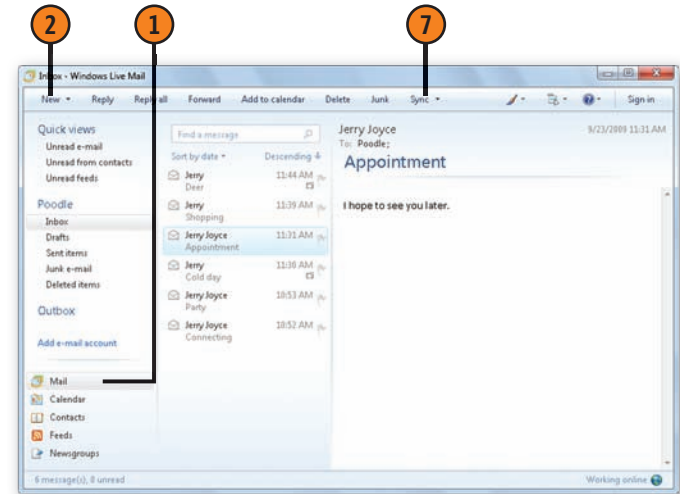 2 1 7
Inbox - Windows Live Mail
New Reply Reply all Forward Add to calendar Delete Junk Sync Sign in
Quick views
Unread e-mail
Unread from contacts
Unread feeds
Poodle
Inbox
Drafts
Sent items
Junk e-mail
Deleted items
Outbox
Add e-mail account
Mail
Calendar
Contacts
Feeds
Newsgroups
Find a message
Sort by date Descending
Jerry 11:44 AM
Deer
Jerry 11:39 AM
Shopping
Jerry Joyce 11:31 AM
Appointment
Jerry 11:30 AM
Cold day
Jerry Joyce 10:53 AM
Party
Jerry Joyce 10:52 AM
Connecting
Jerry Joyce 9/23/2009 11:31 AM
To: Poodle;
Appointment
I hope to see you later.
6 message(s), 0 unread Working online